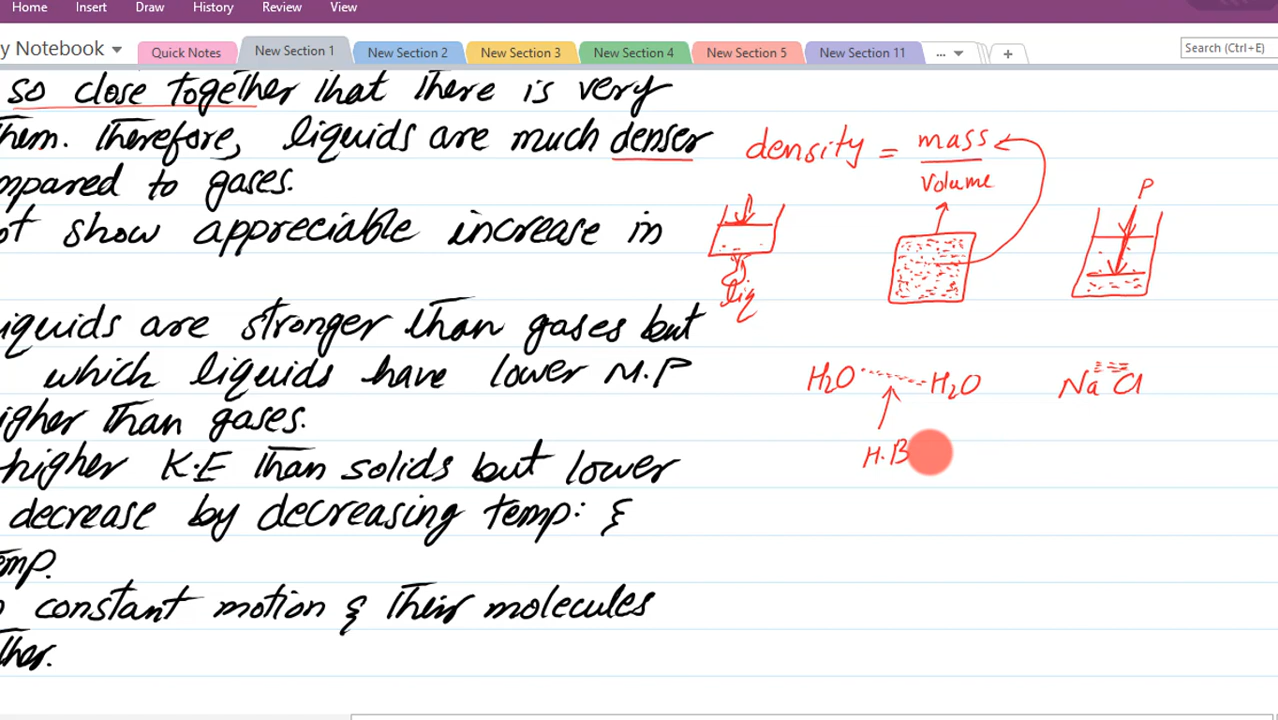 Home Insert Draw History Review View
y Notebook Quick Notes New Section 1 New Section 2 New Section 3 New Section 4 New Section 5 New Section 11 ... + Search (Ctrl+E)
so close together that there is very
them. Therefore, liquids are much denser
mpared to gases.
ot show appreciable increase in
iquids are stronger than gases but
which liquids have lower M.P
igher than gases.
higher K.E than solids but lower
decrease by decreasing temp: &
emp.
constant motion & their molecules
ther.
density = mass
volume
P
liq
H2O ------- H2O NaCl
H.B